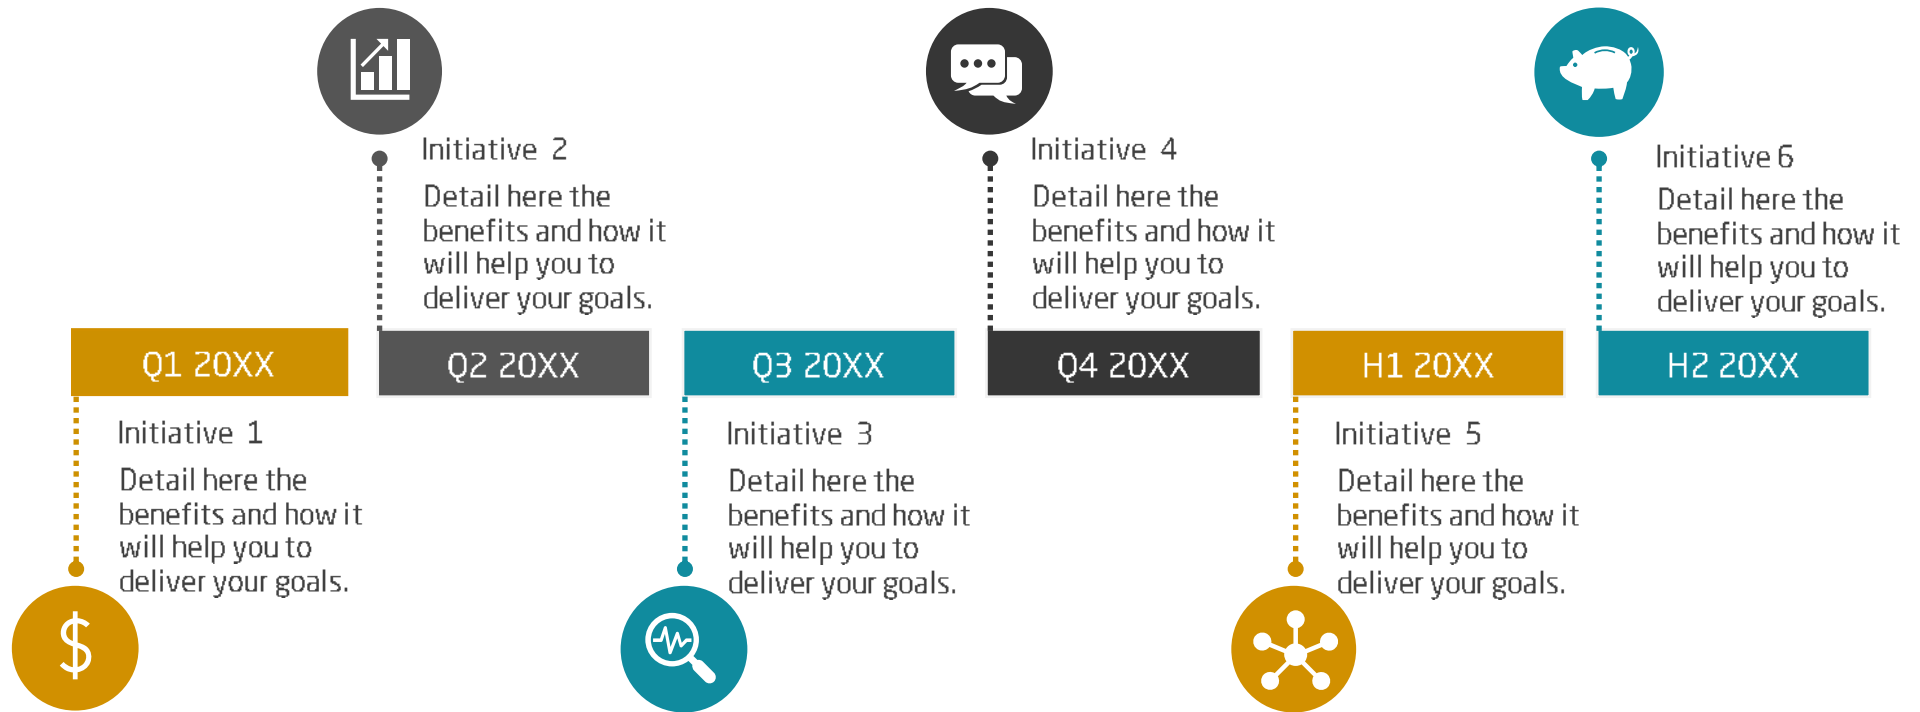 Initiative 2
Detail here the
benefits and how it
will help you to
deliver your goals.
Initiative 4
Detail here the
benefits and how it
will help you to
deliver your goals.
Initiative 6
Detail here the
benefits and how it
will help you to
deliver your goals.
Q1 20XX
Q2 20XX
Q3 20XX
Q4 20XX
H1 20XX
H2 20XX
Initiative 1
Detail here the
benefits and how it
will help you to
deliver your goals.
Initiative 3
Detail here the
benefits and how it
will help you to
deliver your goals.
Initiative 5
Detail here the
benefits and how it
will help you to
deliver your goals.
$